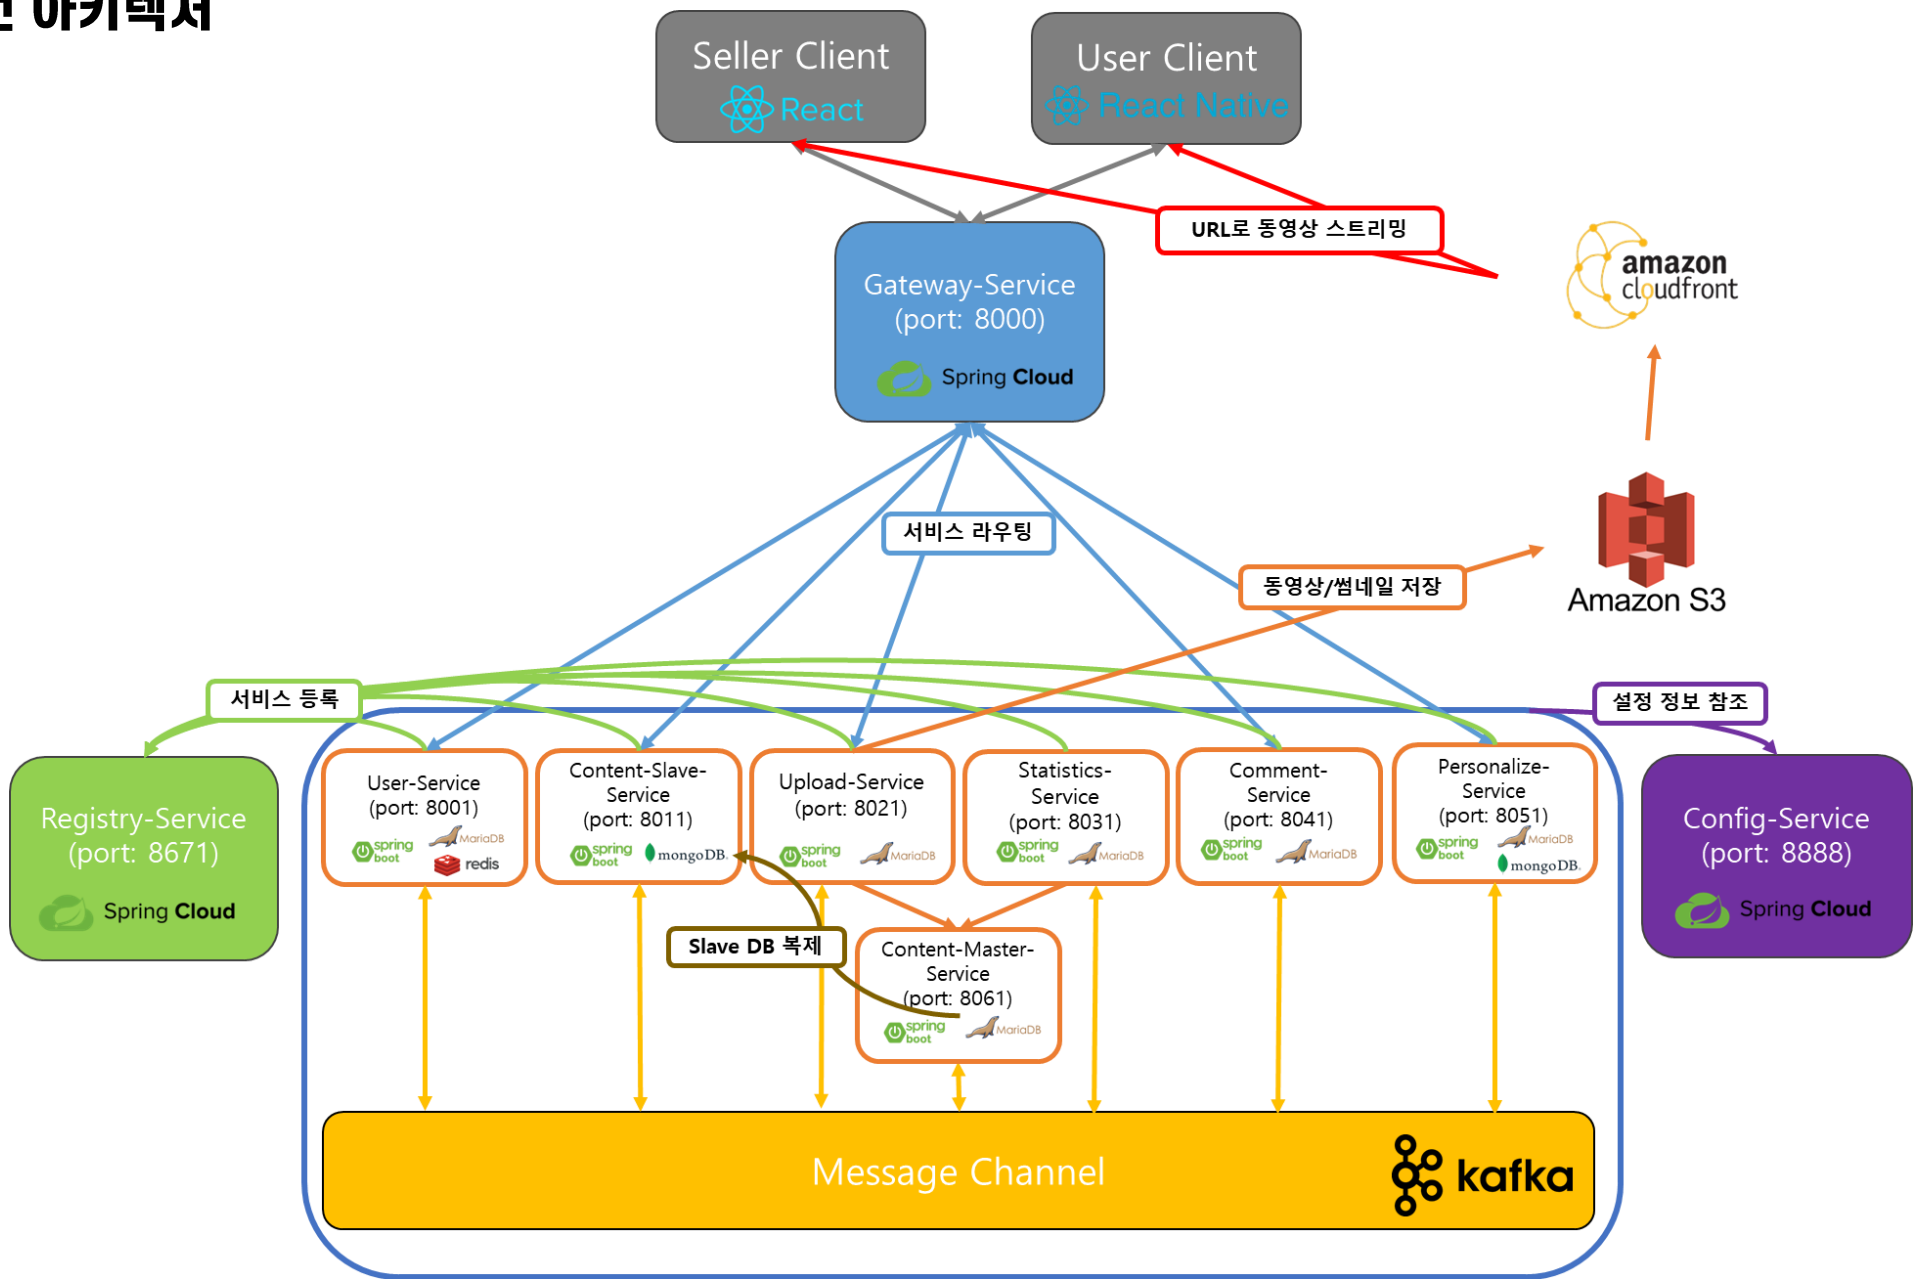 아키텍처
Seller Client
React
User Client
React Native
URL로 동영상 스트리밍
amazon
cloudfront
Gateway-Service
(port: 8000)
Spring Cloud
서비스 라우팅
동영상/썸네일 저장
Amazon S3
서비스 등록
설정 정보 참조
Registry-Service
(port: 8671)
Spring Cloud
User-Service
(port: 8001)
spring
boot
MariaDB
redis
Content-Slave-
Service
(port: 8011)
spring
boot
mongoDB
Upload-Service
(port: 8021)
spring
boot
MariaDB
Statistics-
Service
(port: 8031)
spring
boot
MariaDB
Comment-
Service
(port: 8041)
spring
boot
MariaDB
Personalize-
Service
(port: 8051)
spring
boot
MariaDB
mongoDB
Config-Service
(port: 8888)
Spring Cloud
Slave DB 복제
Content-Master-
Service
(port: 8061)
spring
boot
MariaDB
Message Channel
kafka